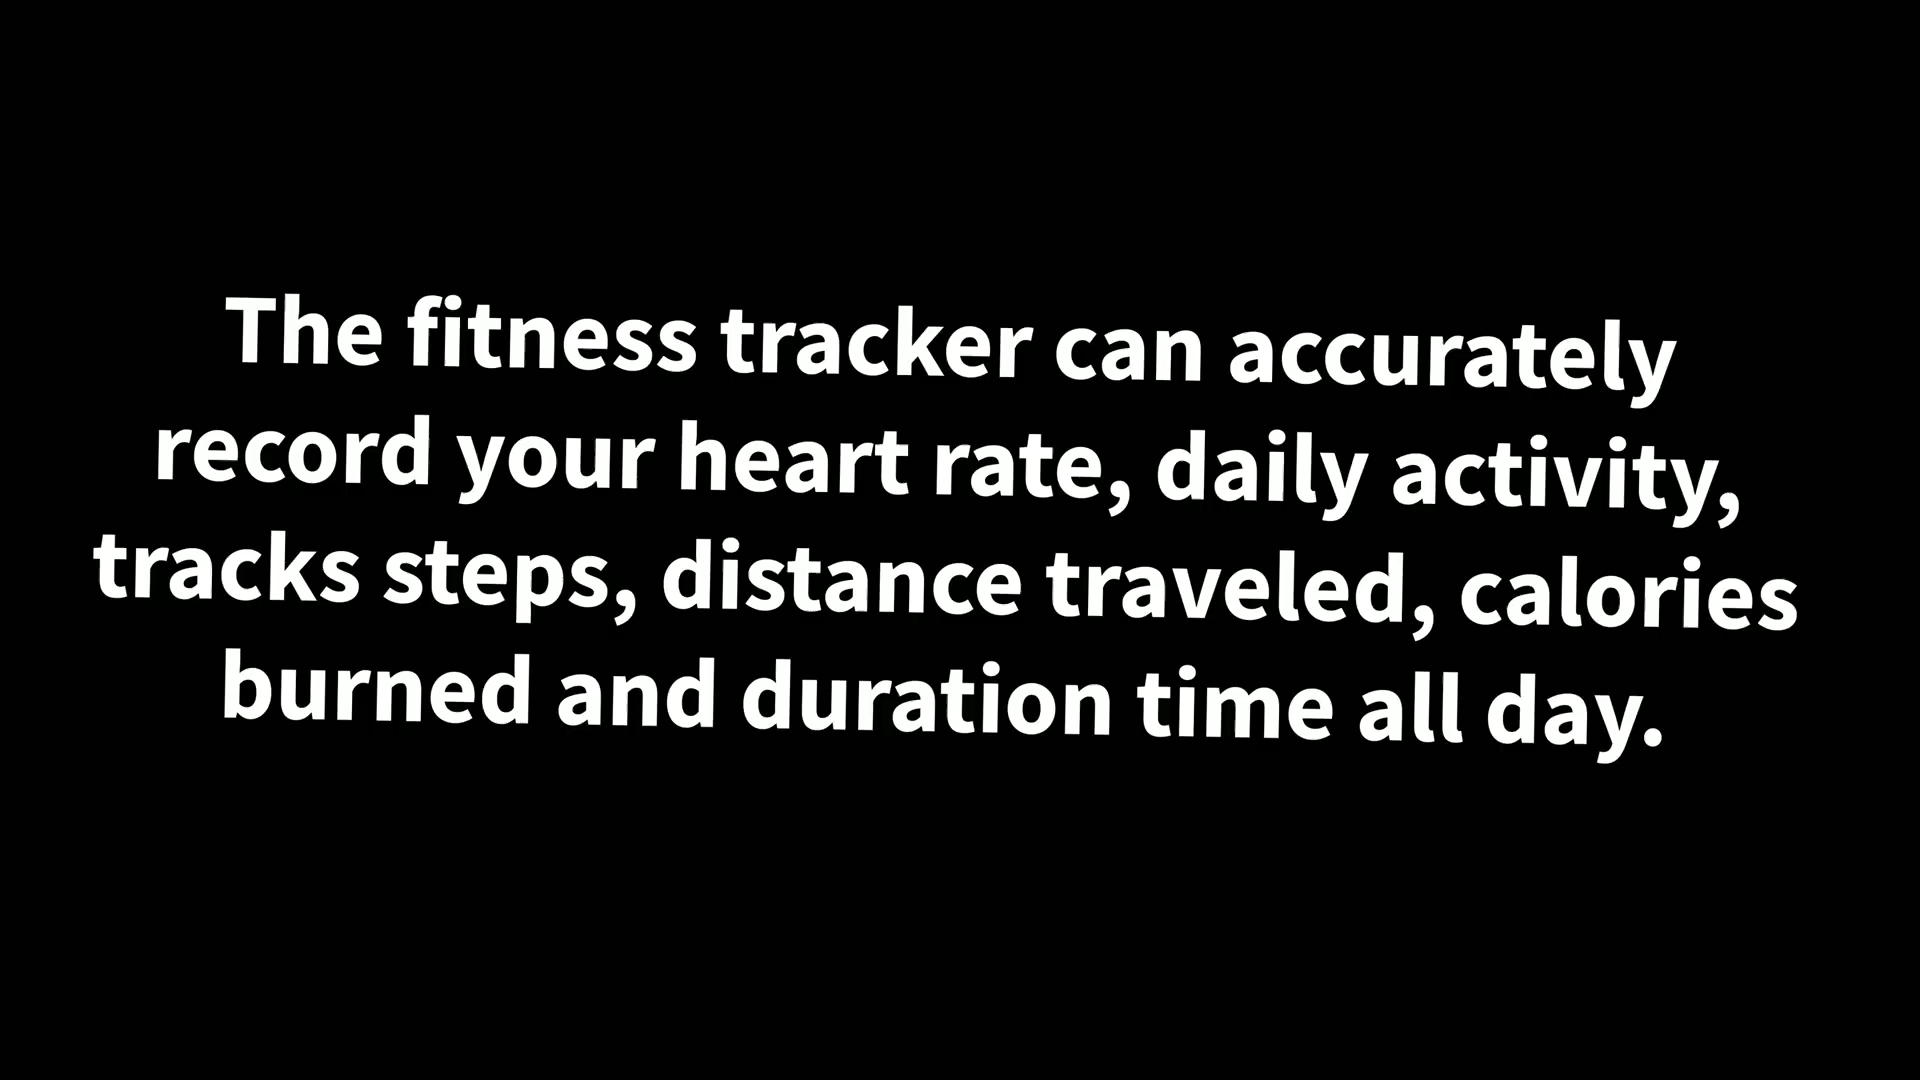 The fitness tracker can accurately
record your heart rate, daily activity,
tracks steps, distance traveled, calories
burned and duration time all day.